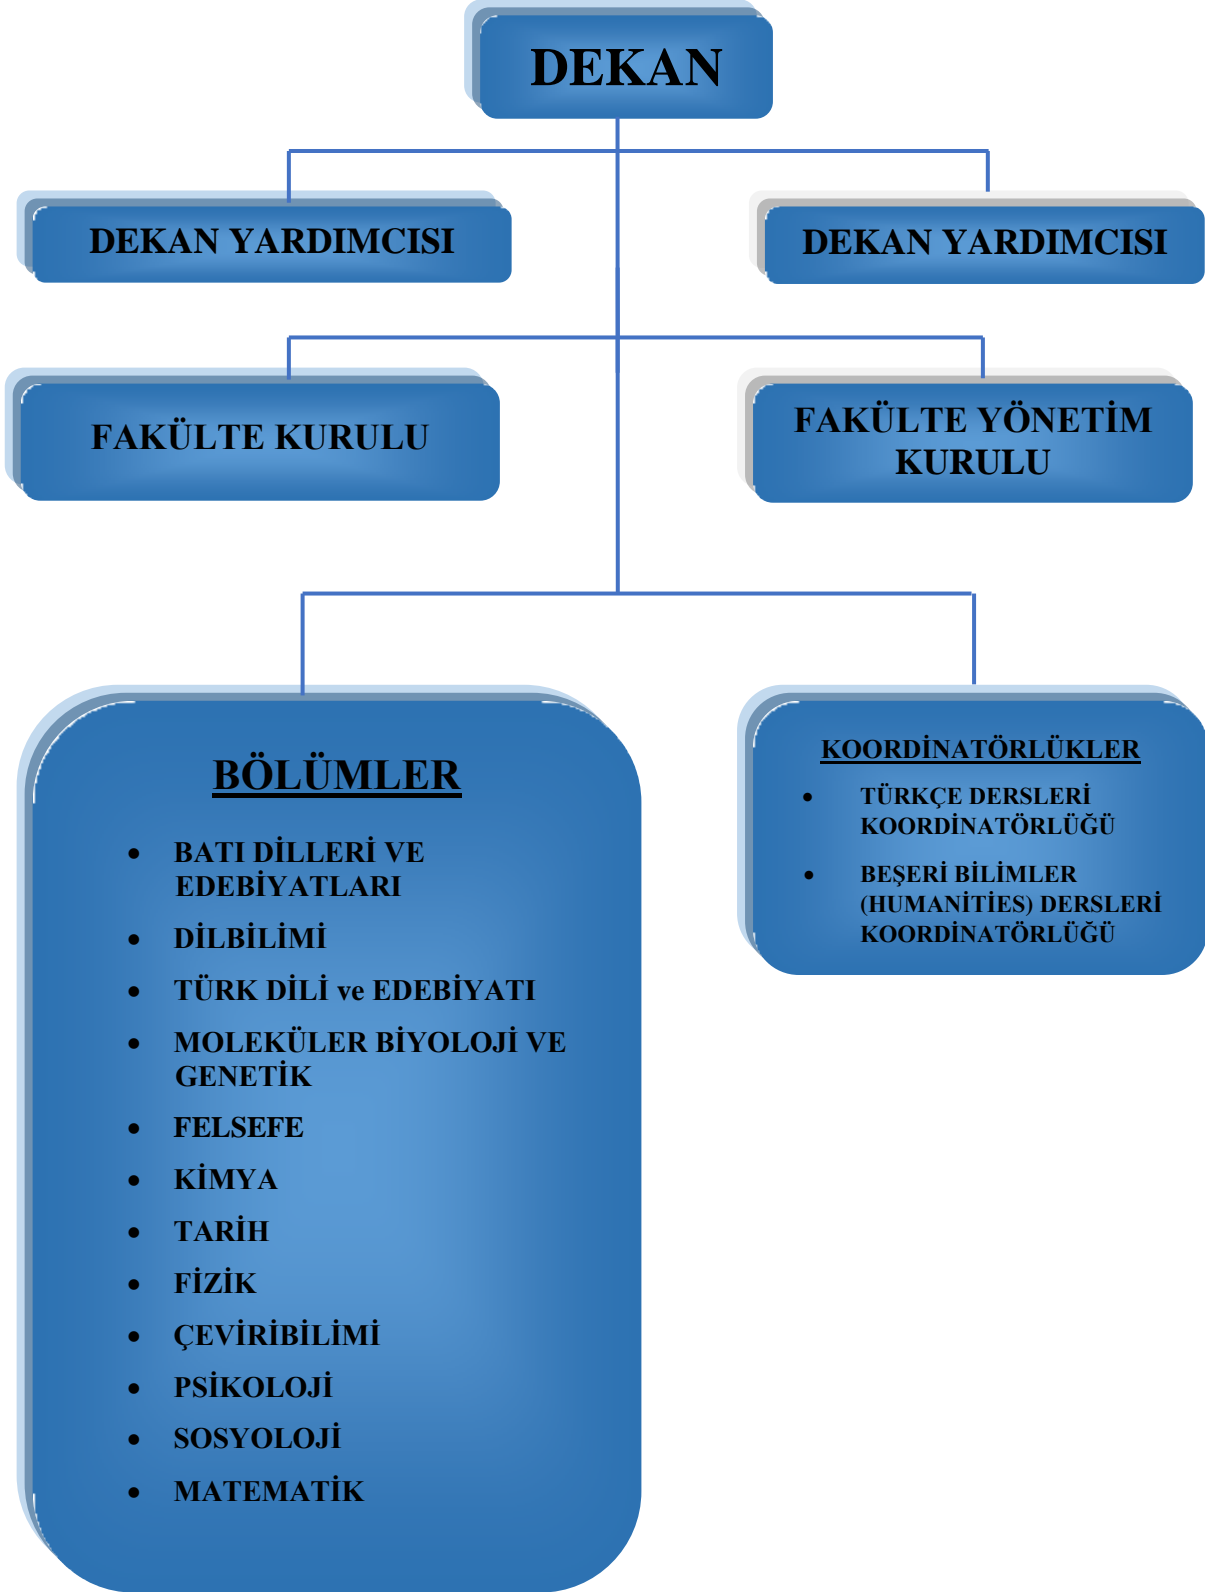 DEKAN
DEKAN YARDIMCISI
DEKAN YARDIMCISI
FAKÜLTE KURULU
FAKÜLTE YÖNETİM
KURULU
BÖLÜMLER
• BATI DİLLERİ VE
EDEBİYATLARI
• DİLBİLİMİ
• TÜRK DİLİ ve EDEBİYATI
• MOLEKÜLER BİYOLOJİ VE
GENETİK
• FELSEFE
• KİMYA
• TARİH
• FİZİK
• ÇEVİRİBİLİMİ
• PSİKOLOJİ
• SOSYOLOJİ
• MATEMATİK
KOORDİNATÖRLÜKLER
• TÜRKÇE DERSLERİ
KOORDİNATÖRLÜĞÜ
• BEŞERİ BİLİMLER
(HUMANİTİES) DERSLERİ
KOORDİNATÖRLÜĞÜ